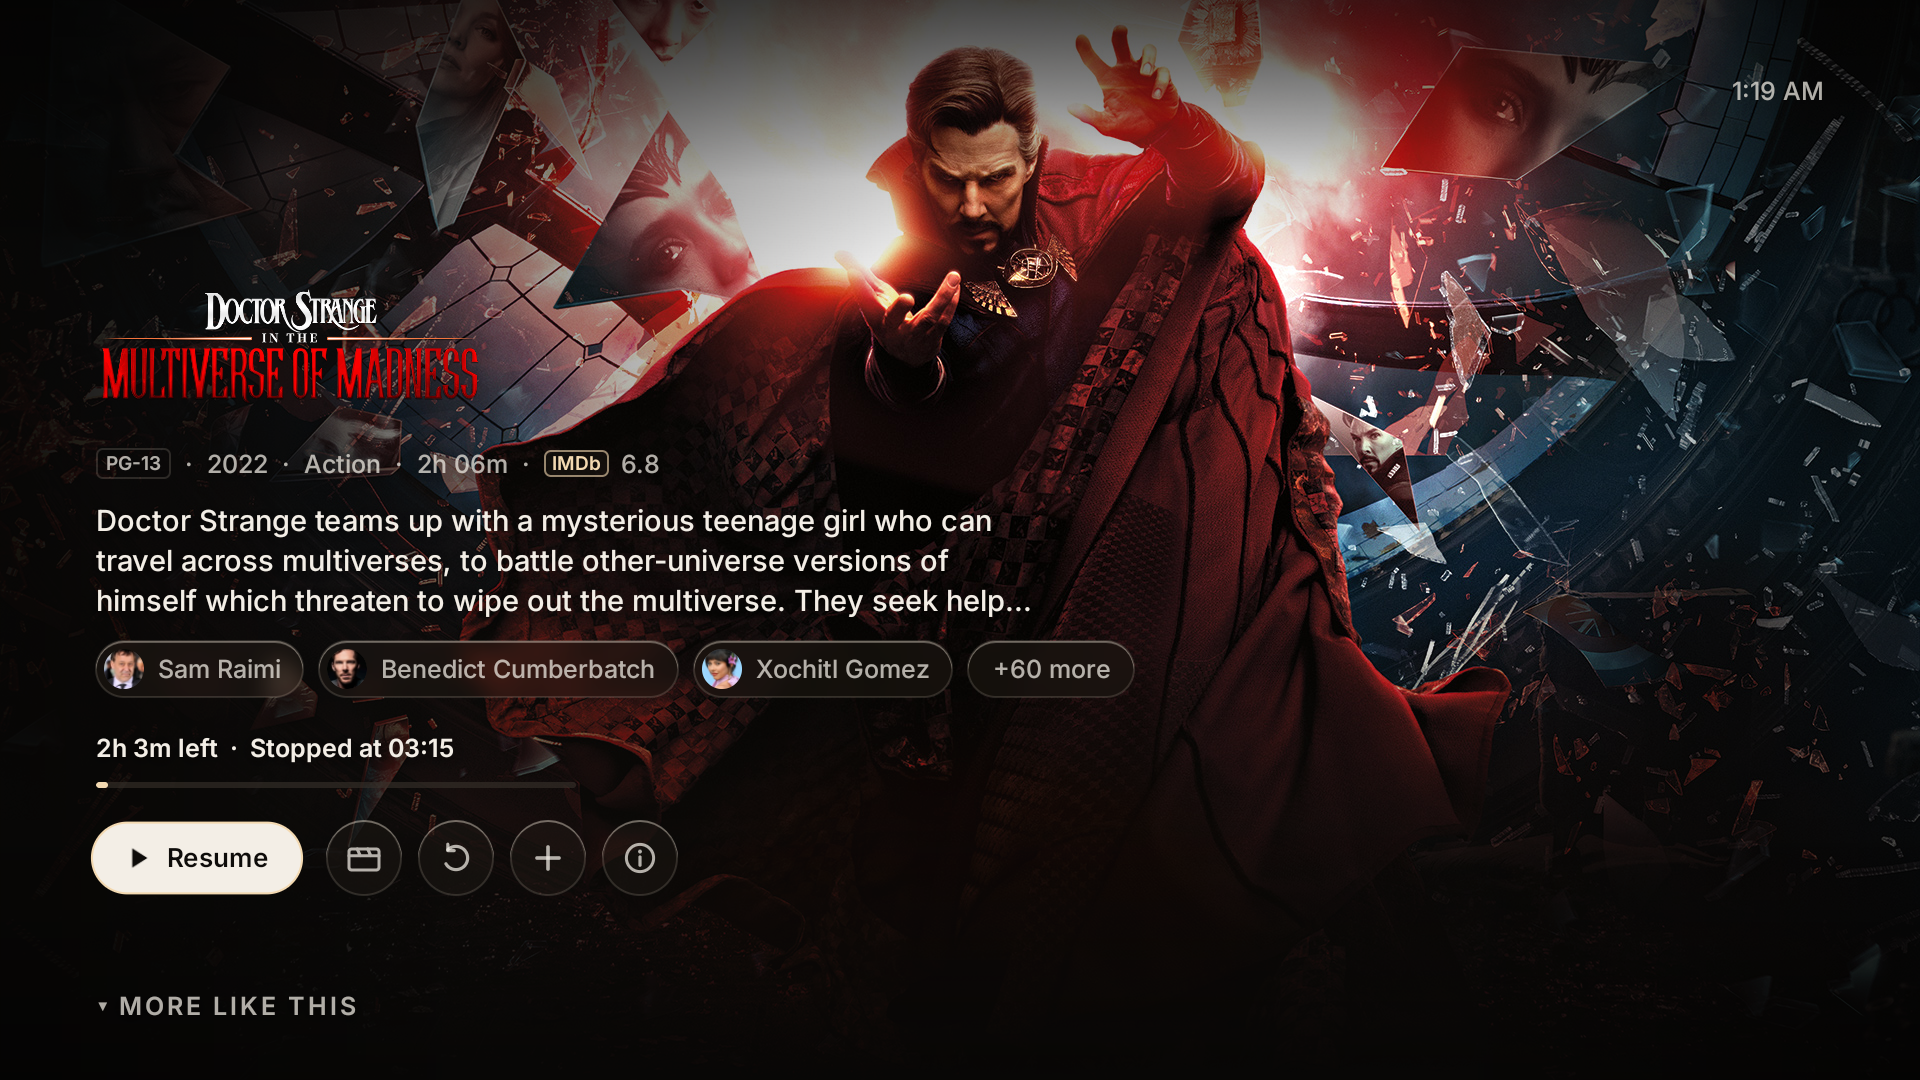 1:19 AM
DOCTOR STRANGE
IN THE
MULTIVERSE OF MADNESS
PG-13 · 2022 · Action · 2h 06m · IMDb 6.8
Doctor Strange teams up with a mysterious teenage girl who can
travel across multiverses, to battle other-universe versions of
himself which threaten to wipe out the multiverse. They seek help...
Sam Raimi Benedict Cumberbatch Xochitl Gomez +60 more
2h 3m left · Stopped at 03:15
Resume
MORE LIKE THIS